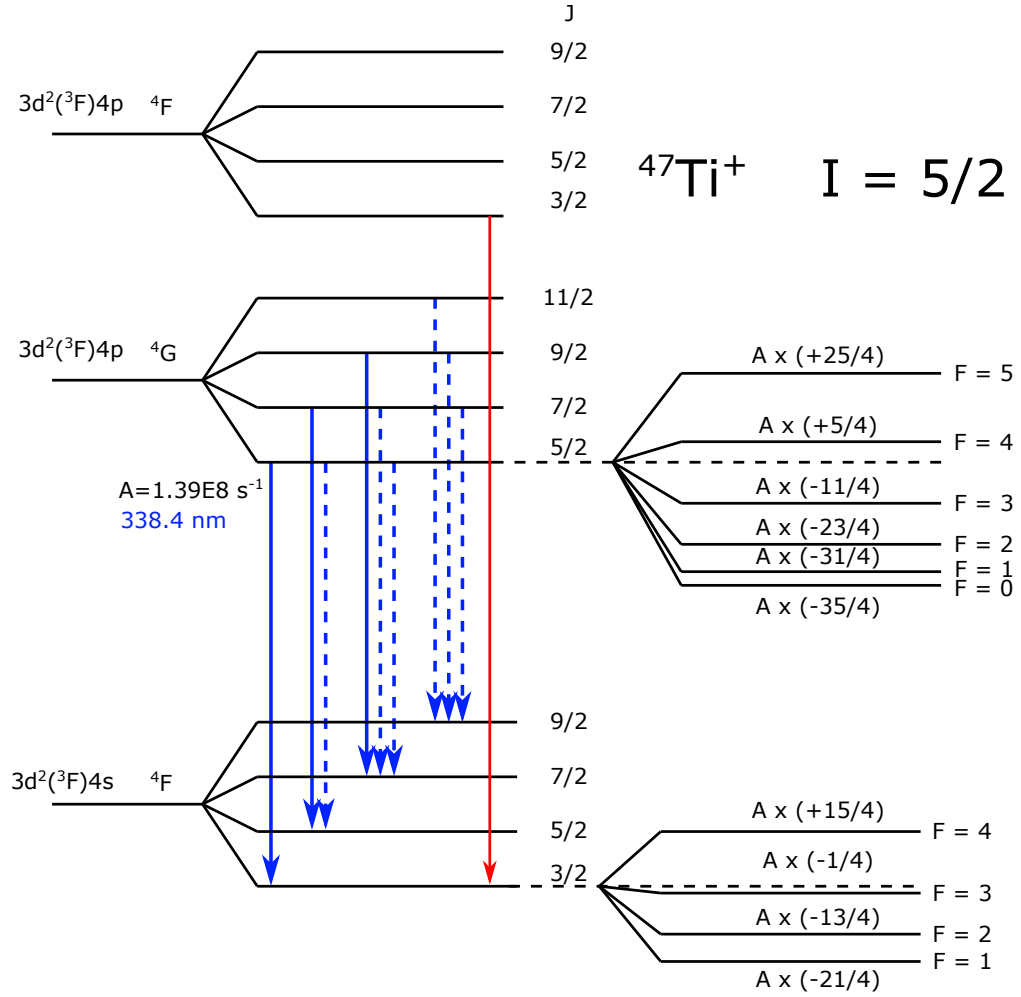 J
9/2
3d²(³F)4p ⁴F
7/2
5/2
3/2
⁴⁷Ti⁺ I = 5/2
11/2
3d²(³F)4p ⁴G
9/2
7/2
5/2
A=1.39E8 s⁻¹
338.4 nm
A x (+25/4)
F = 5
A x (+5/4)
F = 4
A x (-11/4)
F = 3
A x (-23/4)
F = 2
A x (-31/4)
F = 1
F = 0
A x (-35/4)
9/2
3d²(³F)4s ⁴F
7/2
5/2
3/2
A x (+15/4)
F = 4
A x (-1/4)
F = 3
A x (-13/4)
F = 2
F = 1
A x (-21/4)